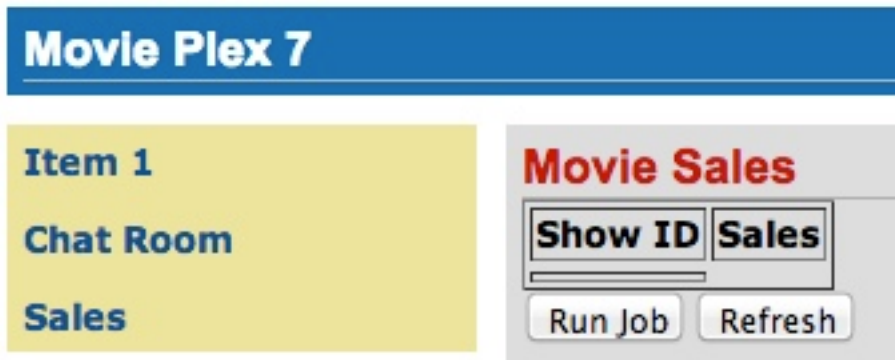 Movie Plex 7
Item 1
Chat Room
Sales
Movie Sales
Show ID Sales
Run Job Refresh